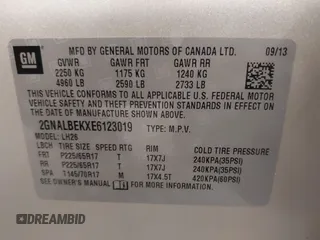 GM
MFD BY GENERAL MOTORS OF CANADA LTD. 09/13
GVWR GAWR FRT GAWR RR
2250 KG 1175 KG 1240 KG
4960 LB 2590 LB 2733 LB
THIS VEHICLE CONFORMS TO ALL APPLICABLE U.S. FEDERAL
MOTOR VEHICLE SAFETY, BUMPER, AND THEFT PREVENTION
STANDARDS IN EFFECT ON THE DATE OF MANUFACTURE SHOWN
ABOVE.
2GNALBEKXE6123019 TYPE: M.P.V.
MODEL: LH26
TIRE SIZE SPEED RTG RIM COLD TIRE PRESSURE
FRT P225/65R17 T 17X7J 240KPA(35PSI)
RR P225/65R17 T 17X7J 240KPA(35PSI)
SPA T145/70R17 M 17X4.5T 420KPA(60PSI)
SEE OWNER'S MANUAL FOR ADDITIONAL INFORMATION
DREAMBID